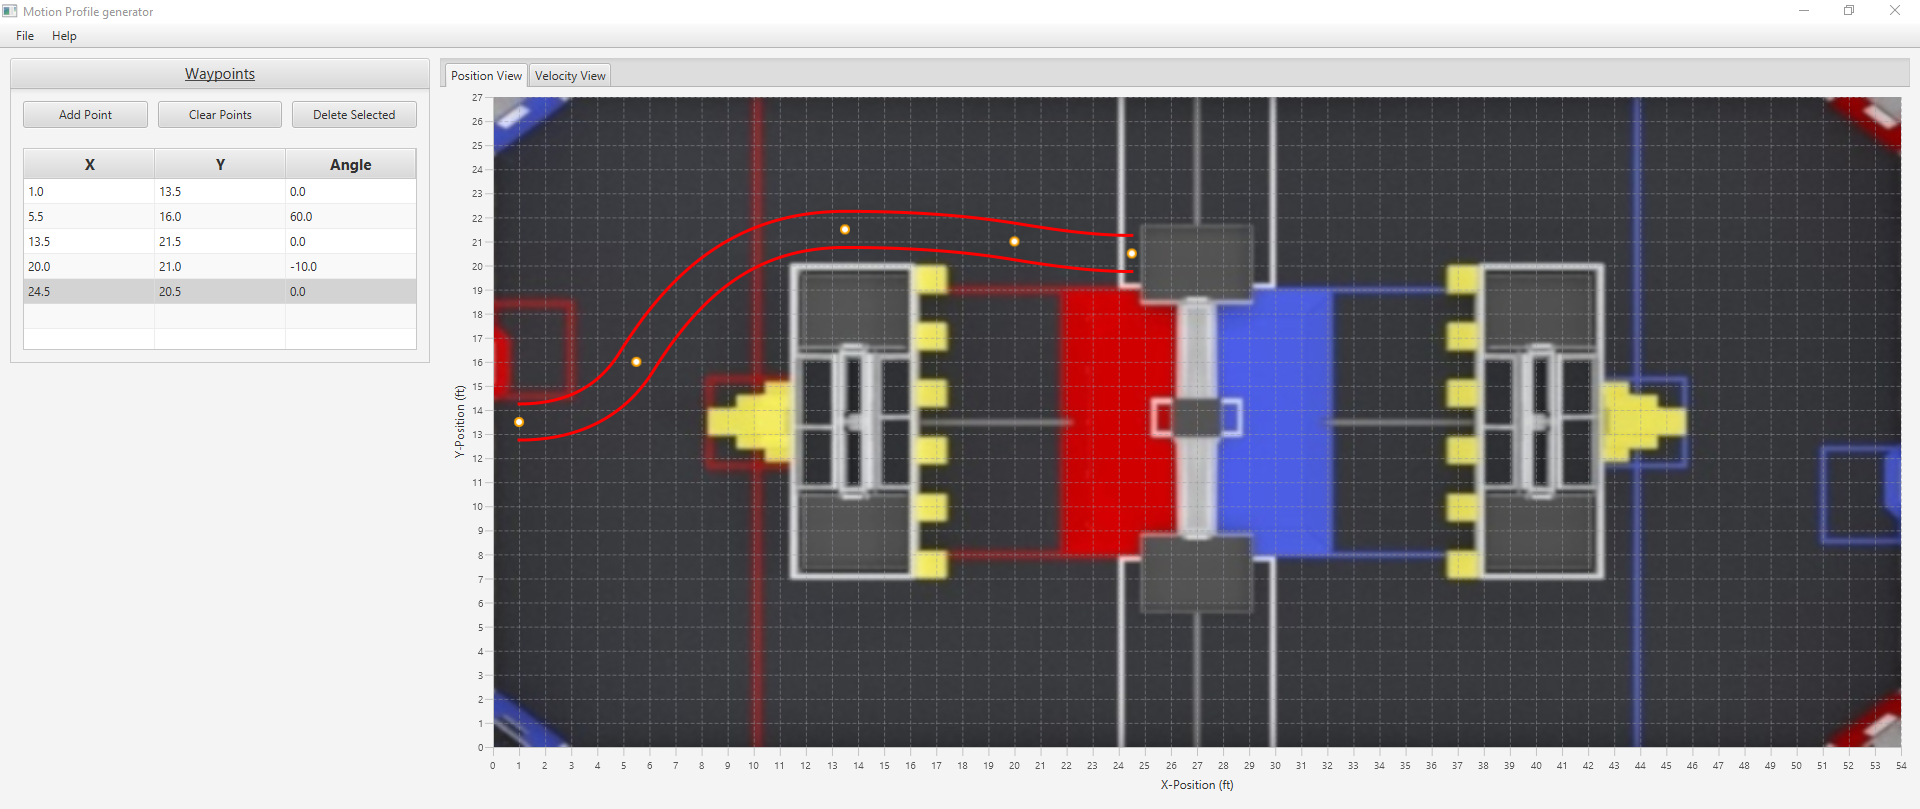 Motion Profile generator
File Help
Waypoints
Add Point Clear Points Delete Selected
X Y Angle
1.0 13.5 0.0
5.5 16.0 60.0
13.5 21.5 0.0
20.0 21.0 -10.0
24.5 20.5 0.0
Position View Velocity View
27
26
25
24
23
22
21
20
19
18
17
16
15
14
13
12
11
10
9
8
7
6
5
4
3
2
1
0
Y-Position (ft)
0 1 2 3 4 5 6 7 8 9 10 11 12 13 14 15 16 17 18 19 20 21 22 23 24 25 26 27 28 29 30 31 32 33 34 35 36 37 38 39 40 41 42 43 44 45 46 47 48 49 50 51 52 53 54
X-Position (ft)